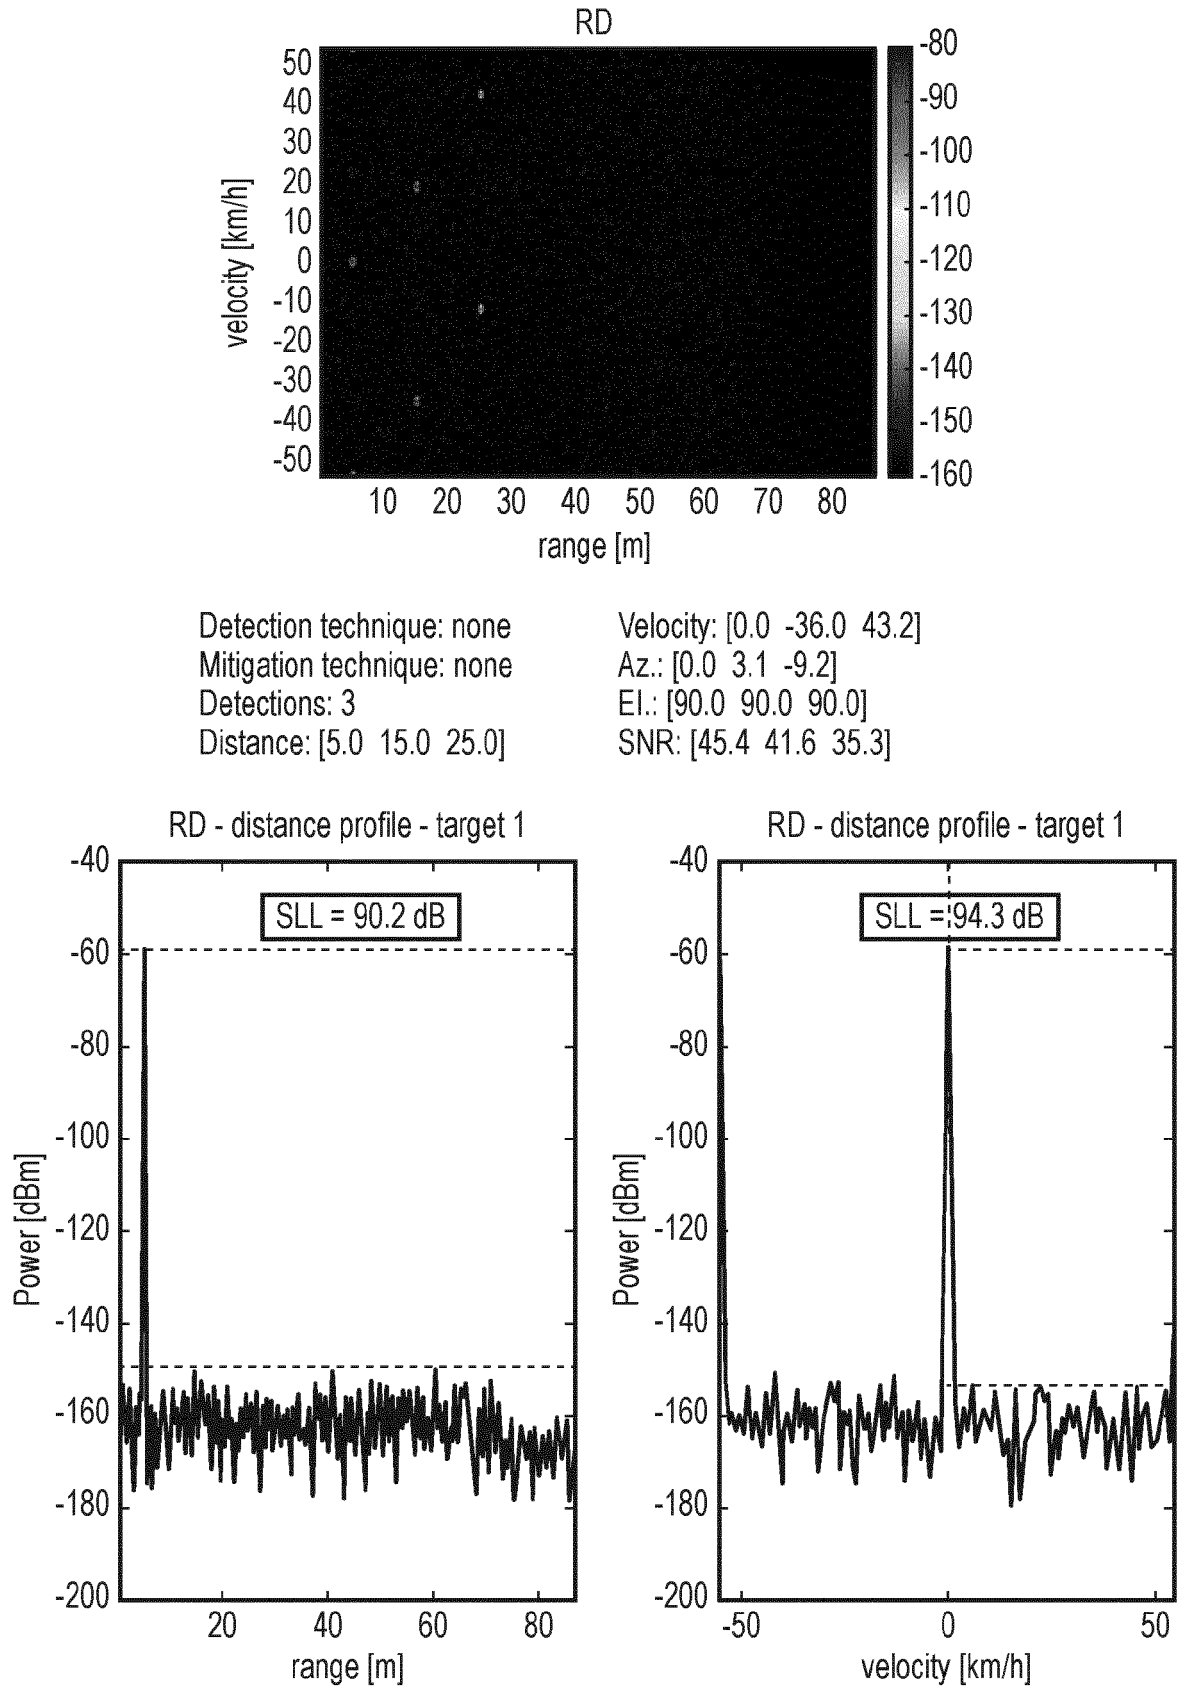 RD
50
40
30
20
10
0
-10
-20
-30
-40
-50
velocity [km/h]
10 20 30 40 50 60 70 80
range [m]
-80
-90
-100
-110
-120
-130
-140
-150
-160
Detection technique: none
Mitigation technique: none
Detections: 3
Distance: [5.0 15.0 25.0]
Velocity: [0.0 -36.0 43.2]
Az.: [0.0 3.1 -9.2]
El.: [90.0 90.0 90.0]
SNR: [45.4 41.6 35.3]
RD - distance profile - target 1
SLL = 90.2 dB
-40
-60
-80
-100
-120
-140
-160
-180
-200
Power [dBm]
20 40 60 80
range [m]
RD - distance profile - target 1
SLL = 94.3 dB
-40
-60
-80
-100
-120
-140
-160
-180
-200
Power [dBm]
-50 0 50
velocity [km/h]